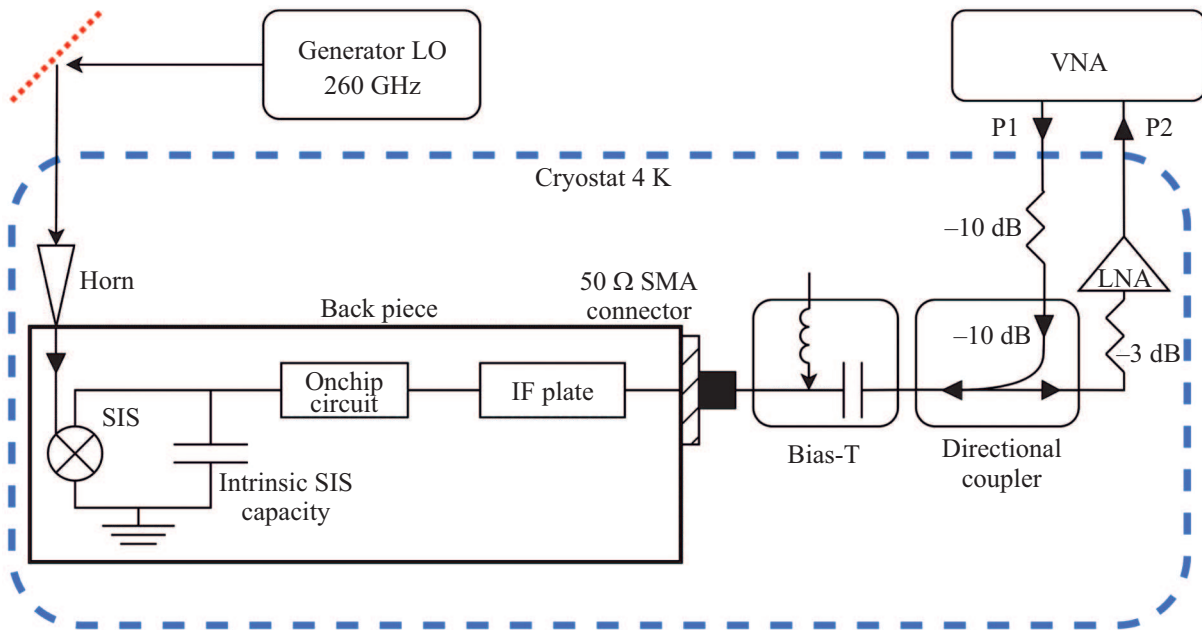 Generator LO
260 GHz
VNA
P1
P2
Cryostat 4 K
–10 dB
LNA
Horn
50 Ω SMA
connector
Back piece
–10 dB
–3 dB
Onchip
circuit
IF plate
SIS
Bias-T
Directional
coupler
Intrinsic SIS
capacity